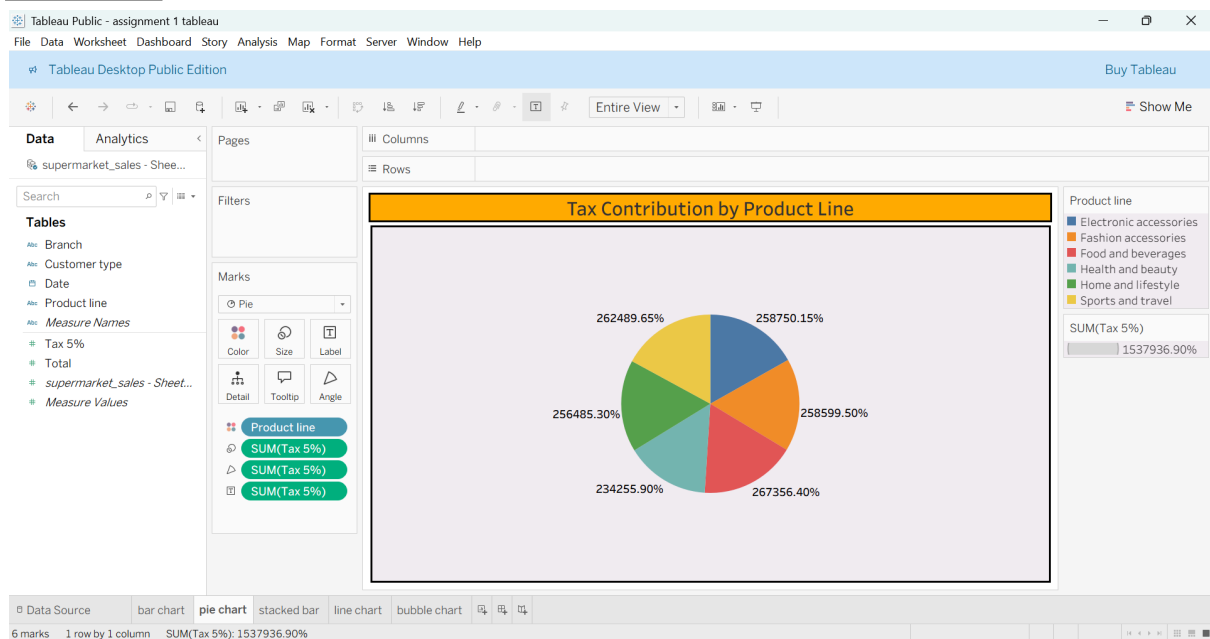 Tableau Public - assignment 1 tableau
File Data Worksheet Dashboard Story Analysis Map Format Server Window Help
Tableau Desktop Public Edition
Buy Tableau
Entire View
Show Me
Data Analytics
supermarket_sales - Shee...
Search
Tables
Abc Branch
Abc Customer type
Date
Abc Product line
Abc Measure Names
# Tax 5%
# Total
# supermarket_sales - Sheet...
# Measure Values
Pages
Filters
Marks
Pie
Color Size Label
Detail Tooltip Angle
Product line
SUM(Tax 5%)
SUM(Tax 5%)
SUM(Tax 5%)
Columns
Rows
Tax Contribution by Product Line
262489.65%
258750.15%
256485.30%
258599.50%
234255.90%
267356.40%
Product line
Electronic accessories
Fashion accessories
Food and beverages
Health and beauty
Home and lifestyle
Sports and travel
SUM(Tax 5%)
1537936.90%
Data Source bar chart pie chart stacked bar line chart bubble chart
6 marks 1 row by 1 column SUM(Tax 5%): 1537936.90%